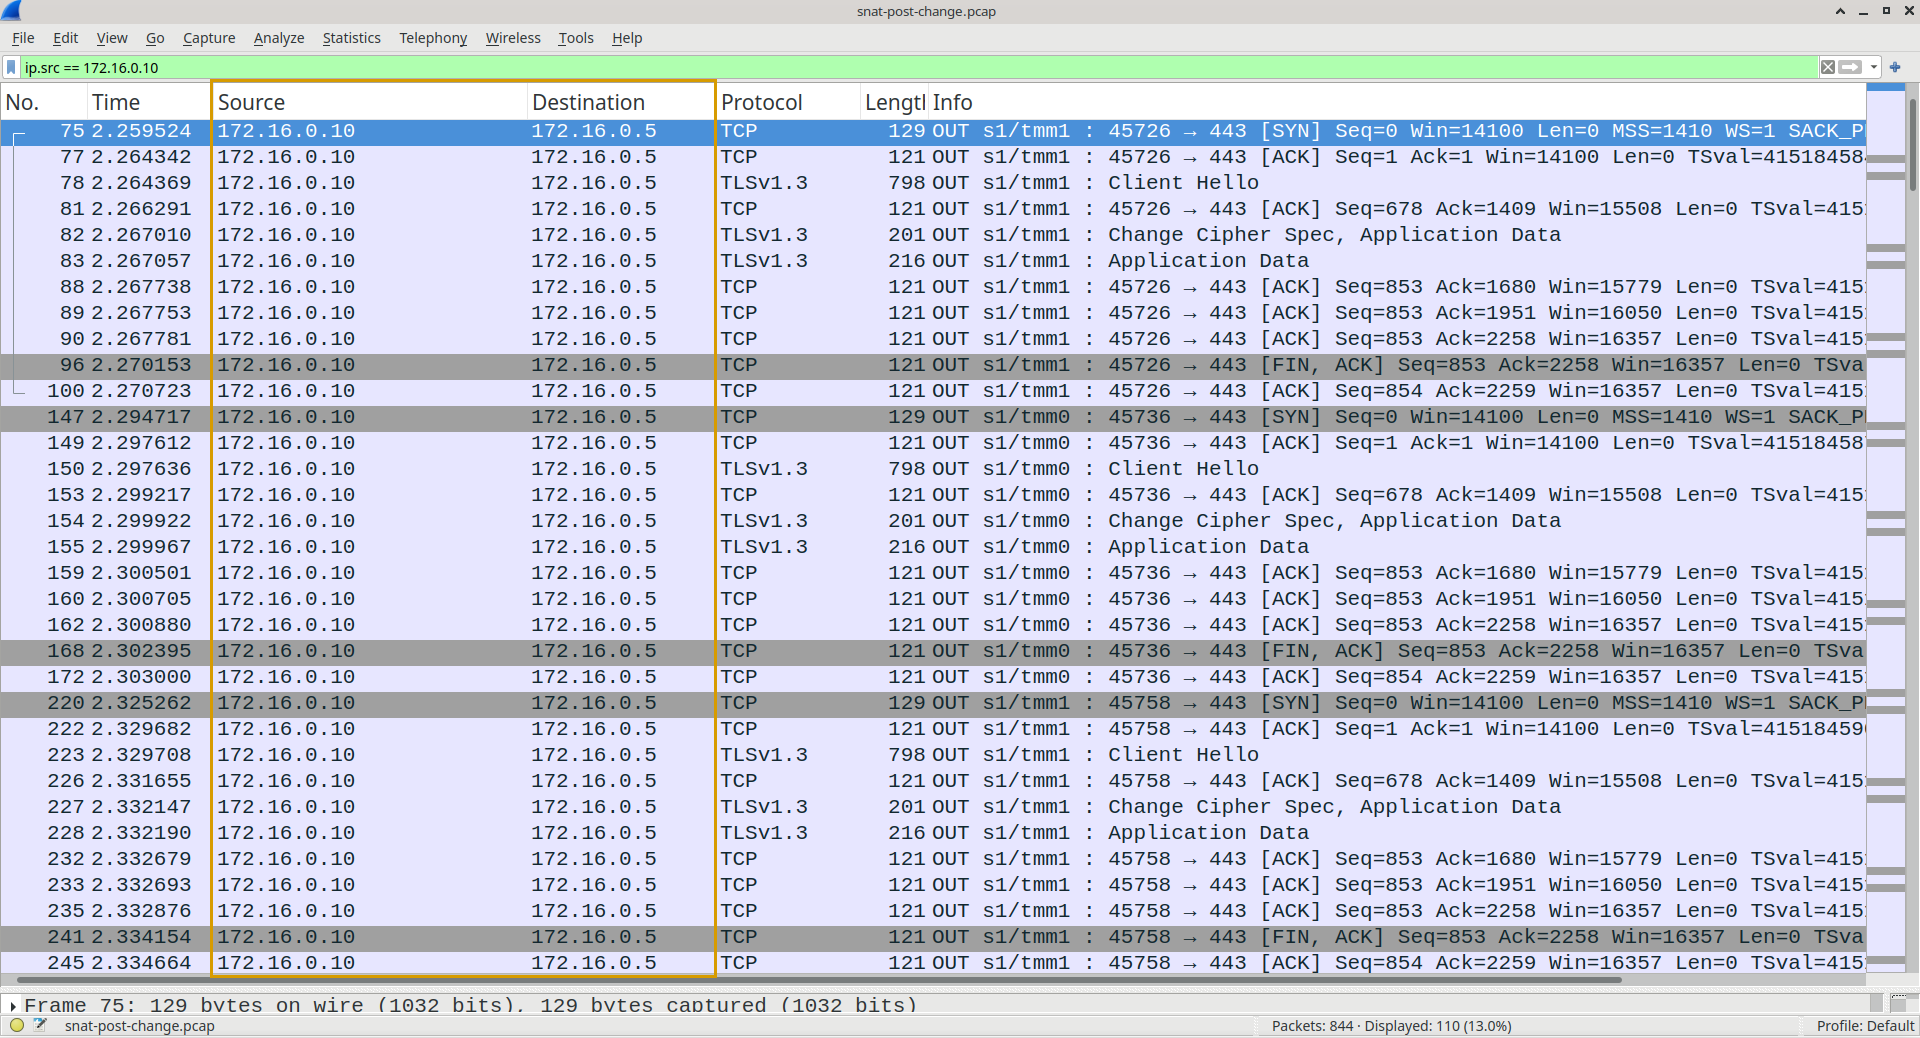 snat-post-change.pcap
File Edit View Go Capture Analyze Statistics Telephony Wireless Tools Help
ip.src == 172.16.0.10
No. Time Source Destination Protocol Lengtl Info
75 2.259524 172.16.0.10 172.16.0.5 TCP 129 OUT s1/tmm1 : 45726 → 443 [SYN] Seq=0 Win=14100 Len=0 MSS=1410 WS=1 SACK_P
77 2.264342 172.16.0.10 172.16.0.5 TCP 121 OUT s1/tmm1 : 45726 → 443 [ACK] Seq=1 Ack=1 Win=14100 Len=0 TSval=41518458
78 2.264369 172.16.0.10 172.16.0.5 TLSv1.3 798 OUT s1/tmm1 : Client Hello
81 2.266291 172.16.0.10 172.16.0.5 TCP 121 OUT s1/tmm1 : 45726 → 443 [ACK] Seq=678 Ack=1409 Win=15508 Len=0 TSval=415
82 2.267010 172.16.0.10 172.16.0.5 TLSv1.3 201 OUT s1/tmm1 : Change Cipher Spec, Application Data
83 2.267057 172.16.0.10 172.16.0.5 TLSv1.3 216 OUT s1/tmm1 : Application Data
88 2.267738 172.16.0.10 172.16.0.5 TCP 121 OUT s1/tmm1 : 45726 → 443 [ACK] Seq=853 Ack=1680 Win=15779 Len=0 TSval=415
89 2.267753 172.16.0.10 172.16.0.5 TCP 121 OUT s1/tmm1 : 45726 → 443 [ACK] Seq=853 Ack=1951 Win=16050 Len=0 TSval=415
90 2.267781 172.16.0.10 172.16.0.5 TCP 121 OUT s1/tmm1 : 45726 → 443 [ACK] Seq=853 Ack=2258 Win=16357 Len=0 TSval=415
96 2.270153 172.16.0.10 172.16.0.5 TCP 121 OUT s1/tmm1 : 45726 → 443 [FIN, ACK] Seq=853 Ack=2258 Win=16357 Len=0 TSva
100 2.270723 172.16.0.10 172.16.0.5 TCP 121 OUT s1/tmm1 : 45726 → 443 [ACK] Seq=854 Ack=2259 Win=16357 Len=0 TSval=415
147 2.294717 172.16.0.10 172.16.0.5 TCP 129 OUT s1/tmm0 : 45736 → 443 [SYN] Seq=0 Win=14100 Len=0 MSS=1410 WS=1 SACK_P
149 2.297612 172.16.0.10 172.16.0.5 TCP 121 OUT s1/tmm0 : 45736 → 443 [ACK] Seq=1 Ack=1 Win=14100 Len=0 TSval=41518458
150 2.297636 172.16.0.10 172.16.0.5 TLSv1.3 798 OUT s1/tmm0 : Client Hello
153 2.299217 172.16.0.10 172.16.0.5 TCP 121 OUT s1/tmm0 : 45736 → 443 [ACK] Seq=678 Ack=1409 Win=15508 Len=0 TSval=415
154 2.299922 172.16.0.10 172.16.0.5 TLSv1.3 201 OUT s1/tmm0 : Change Cipher Spec, Application Data
155 2.299967 172.16.0.10 172.16.0.5 TLSv1.3 216 OUT s1/tmm0 : Application Data
159 2.300501 172.16.0.10 172.16.0.5 TCP 121 OUT s1/tmm0 : 45736 → 443 [ACK] Seq=853 Ack=1680 Win=15779 Len=0 TSval=415
160 2.300705 172.16.0.10 172.16.0.5 TCP 121 OUT s1/tmm0 : 45736 → 443 [ACK] Seq=853 Ack=1951 Win=16050 Len=0 TSval=415
162 2.300880 172.16.0.10 172.16.0.5 TCP 121 OUT s1/tmm0 : 45736 → 443 [ACK] Seq=853 Ack=2258 Win=16357 Len=0 TSval=415
168 2.302395 172.16.0.10 172.16.0.5 TCP 121 OUT s1/tmm0 : 45736 → 443 [FIN, ACK] Seq=853 Ack=2258 Win=16357 Len=0 TSva
172 2.303000 172.16.0.10 172.16.0.5 TCP 121 OUT s1/tmm0 : 45736 → 443 [ACK] Seq=854 Ack=2259 Win=16357 Len=0 TSval=415
220 2.325262 172.16.0.10 172.16.0.5 TCP 129 OUT s1/tmm1 : 45758 → 443 [SYN] Seq=0 Win=14100 Len=0 MSS=1410 WS=1 SACK_P
222 2.329682 172.16.0.10 172.16.0.5 TCP 121 OUT s1/tmm1 : 45758 → 443 [ACK] Seq=1 Ack=1 Win=14100 Len=0 TSval=41518459
223 2.329708 172.16.0.10 172.16.0.5 TLSv1.3 798 OUT s1/tmm1 : Client Hello
226 2.331655 172.16.0.10 172.16.0.5 TCP 121 OUT s1/tmm1 : 45758 → 443 [ACK] Seq=678 Ack=1409 Win=15508 Len=0 TSval=415
227 2.332147 172.16.0.10 172.16.0.5 TLSv1.3 201 OUT s1/tmm1 : Change Cipher Spec, Application Data
228 2.332190 172.16.0.10 172.16.0.5 TLSv1.3 216 OUT s1/tmm1 : Application Data
232 2.332679 172.16.0.10 172.16.0.5 TCP 121 OUT s1/tmm1 : 45758 → 443 [ACK] Seq=853 Ack=1680 Win=15779 Len=0 TSval=415
233 2.332693 172.16.0.10 172.16.0.5 TCP 121 OUT s1/tmm1 : 45758 → 443 [ACK] Seq=853 Ack=1951 Win=16050 Len=0 TSval=415
235 2.332876 172.16.0.10 172.16.0.5 TCP 121 OUT s1/tmm1 : 45758 → 443 [ACK] Seq=853 Ack=2258 Win=16357 Len=0 TSval=415
241 2.334154 172.16.0.10 172.16.0.5 TCP 121 OUT s1/tmm1 : 45758 → 443 [FIN, ACK] Seq=853 Ack=2258 Win=16357 Len=0 TSva
245 2.334664 172.16.0.10 172.16.0.5 TCP 121 OUT s1/tmm1 : 45758 → 443 [ACK] Seq=854 Ack=2259 Win=16357 Len=0 TSval=415
Frame 75: 129 bytes on wire (1032 bits), 129 bytes captured (1032 bits)
snat-post-change.pcap Packets: 844 · Displayed: 110 (13.0%) Profile: Default